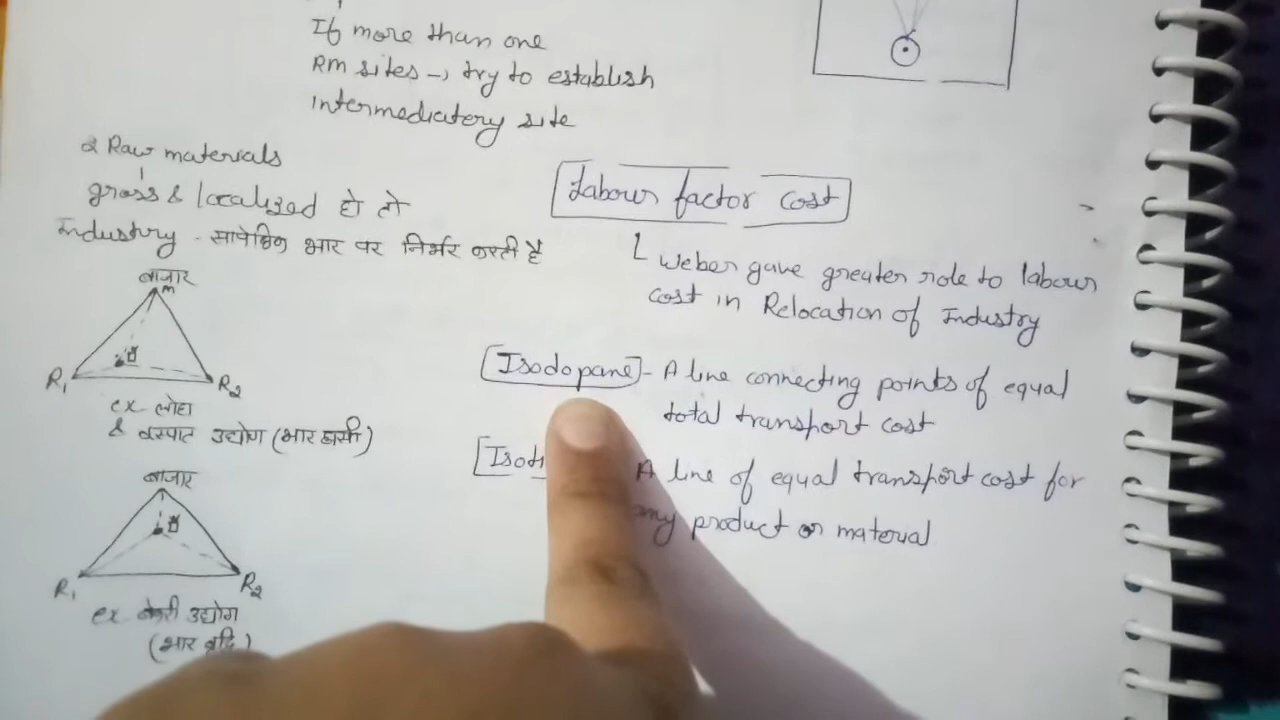 If more than one
RM sites → try to establish
intermediatery site
2 Raw materials
gross & localized हो तो
Industry - सापेक्षिक भार पर निर्भर करती है
बाजार
m
R₁
R₂
ex लोहा
& इस्पात उद्योग (भार ह्रासी)
बाजार
R₁
R₂
ex बेकरी उद्योग
(भार वृद्धि)
Labour factor cost
Weber gave greater role to labour
cost in Relocation of Industry
Isodopane - A line connecting points of equal
total transport cost
A line of equal transport cost for
any product or material